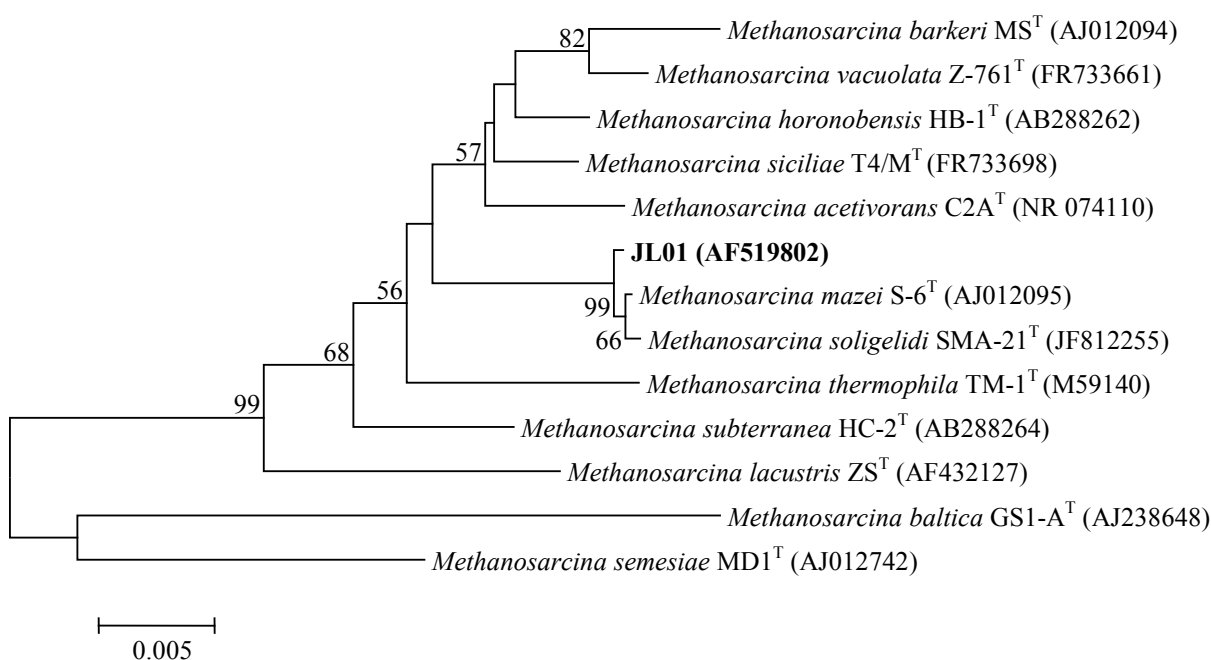 82
Methanosarcina barkeri MS^T (AJ012094)
Methanosarcina vacuolata Z-761^T (FR733661)
Methanosarcina horonobensis HB-1^T (AB288262)
57
Methanosarcina siciliae T4/M^T (FR733698)
Methanosarcina acetivorans C2A^T (NR 074110)
JL01 (AF519802)
56
99
Methanosarcina mazei S-6^T (AJ012095)
66
Methanosarcina soligelidi SMA-21^T (JF812255)
68
Methanosarcina thermophila TM-1^T (M59140)
99
Methanosarcina subterranea HC-2^T (AB288264)
Methanosarcina lacustris ZS^T (AF432127)
Methanosarcina baltica GS1-A^T (AJ238648)
Methanosarcina semesiae MD1^T (AJ012742)
0.005